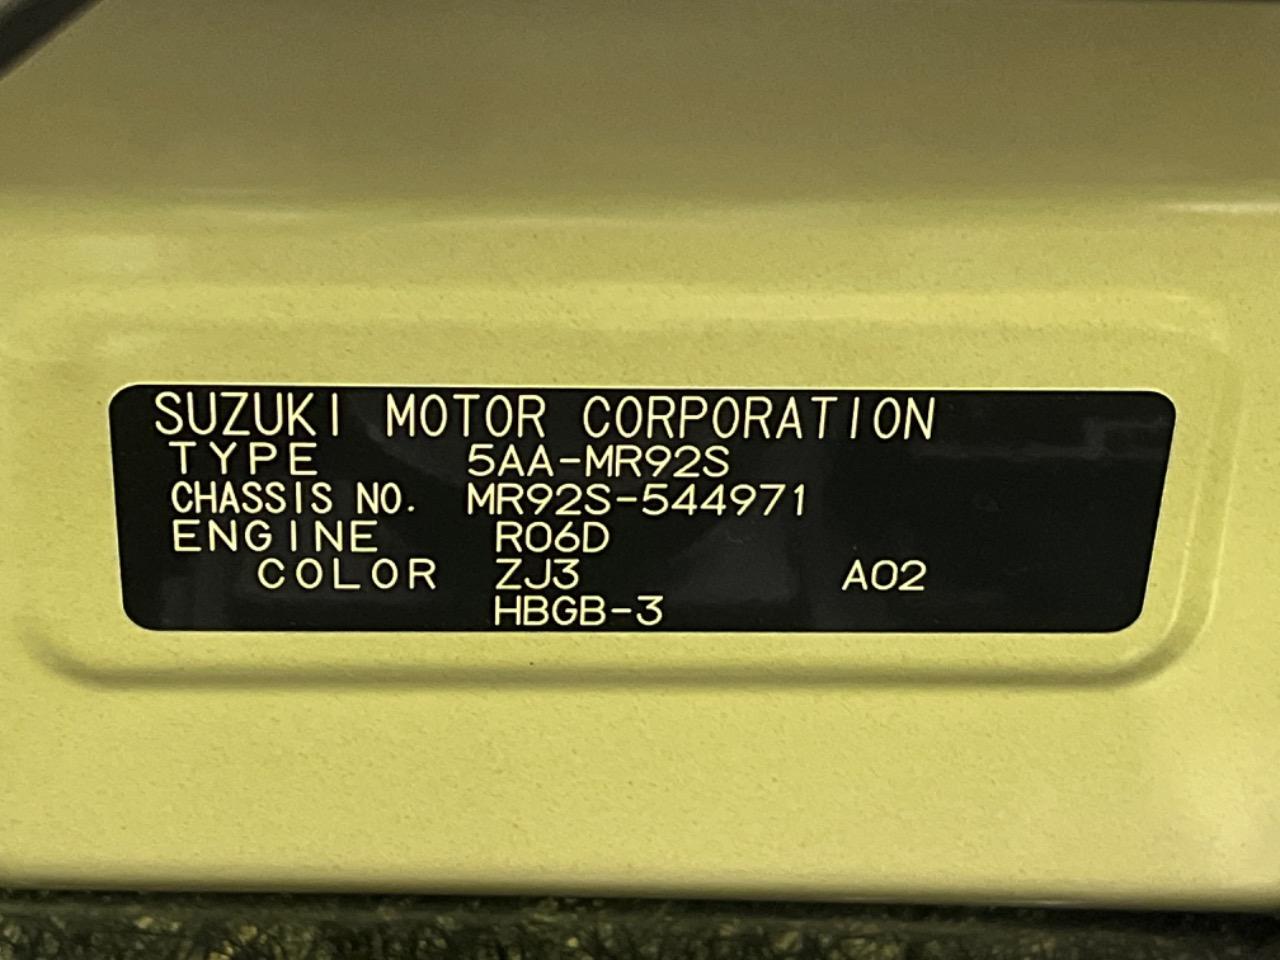 SUZUKI MOTOR CORPORATION
TYPE 5AA-MR92S
CHASSIS NO. MR92S-544971
ENGINE R06D
COLOR ZJ3 A02
HBGB-3